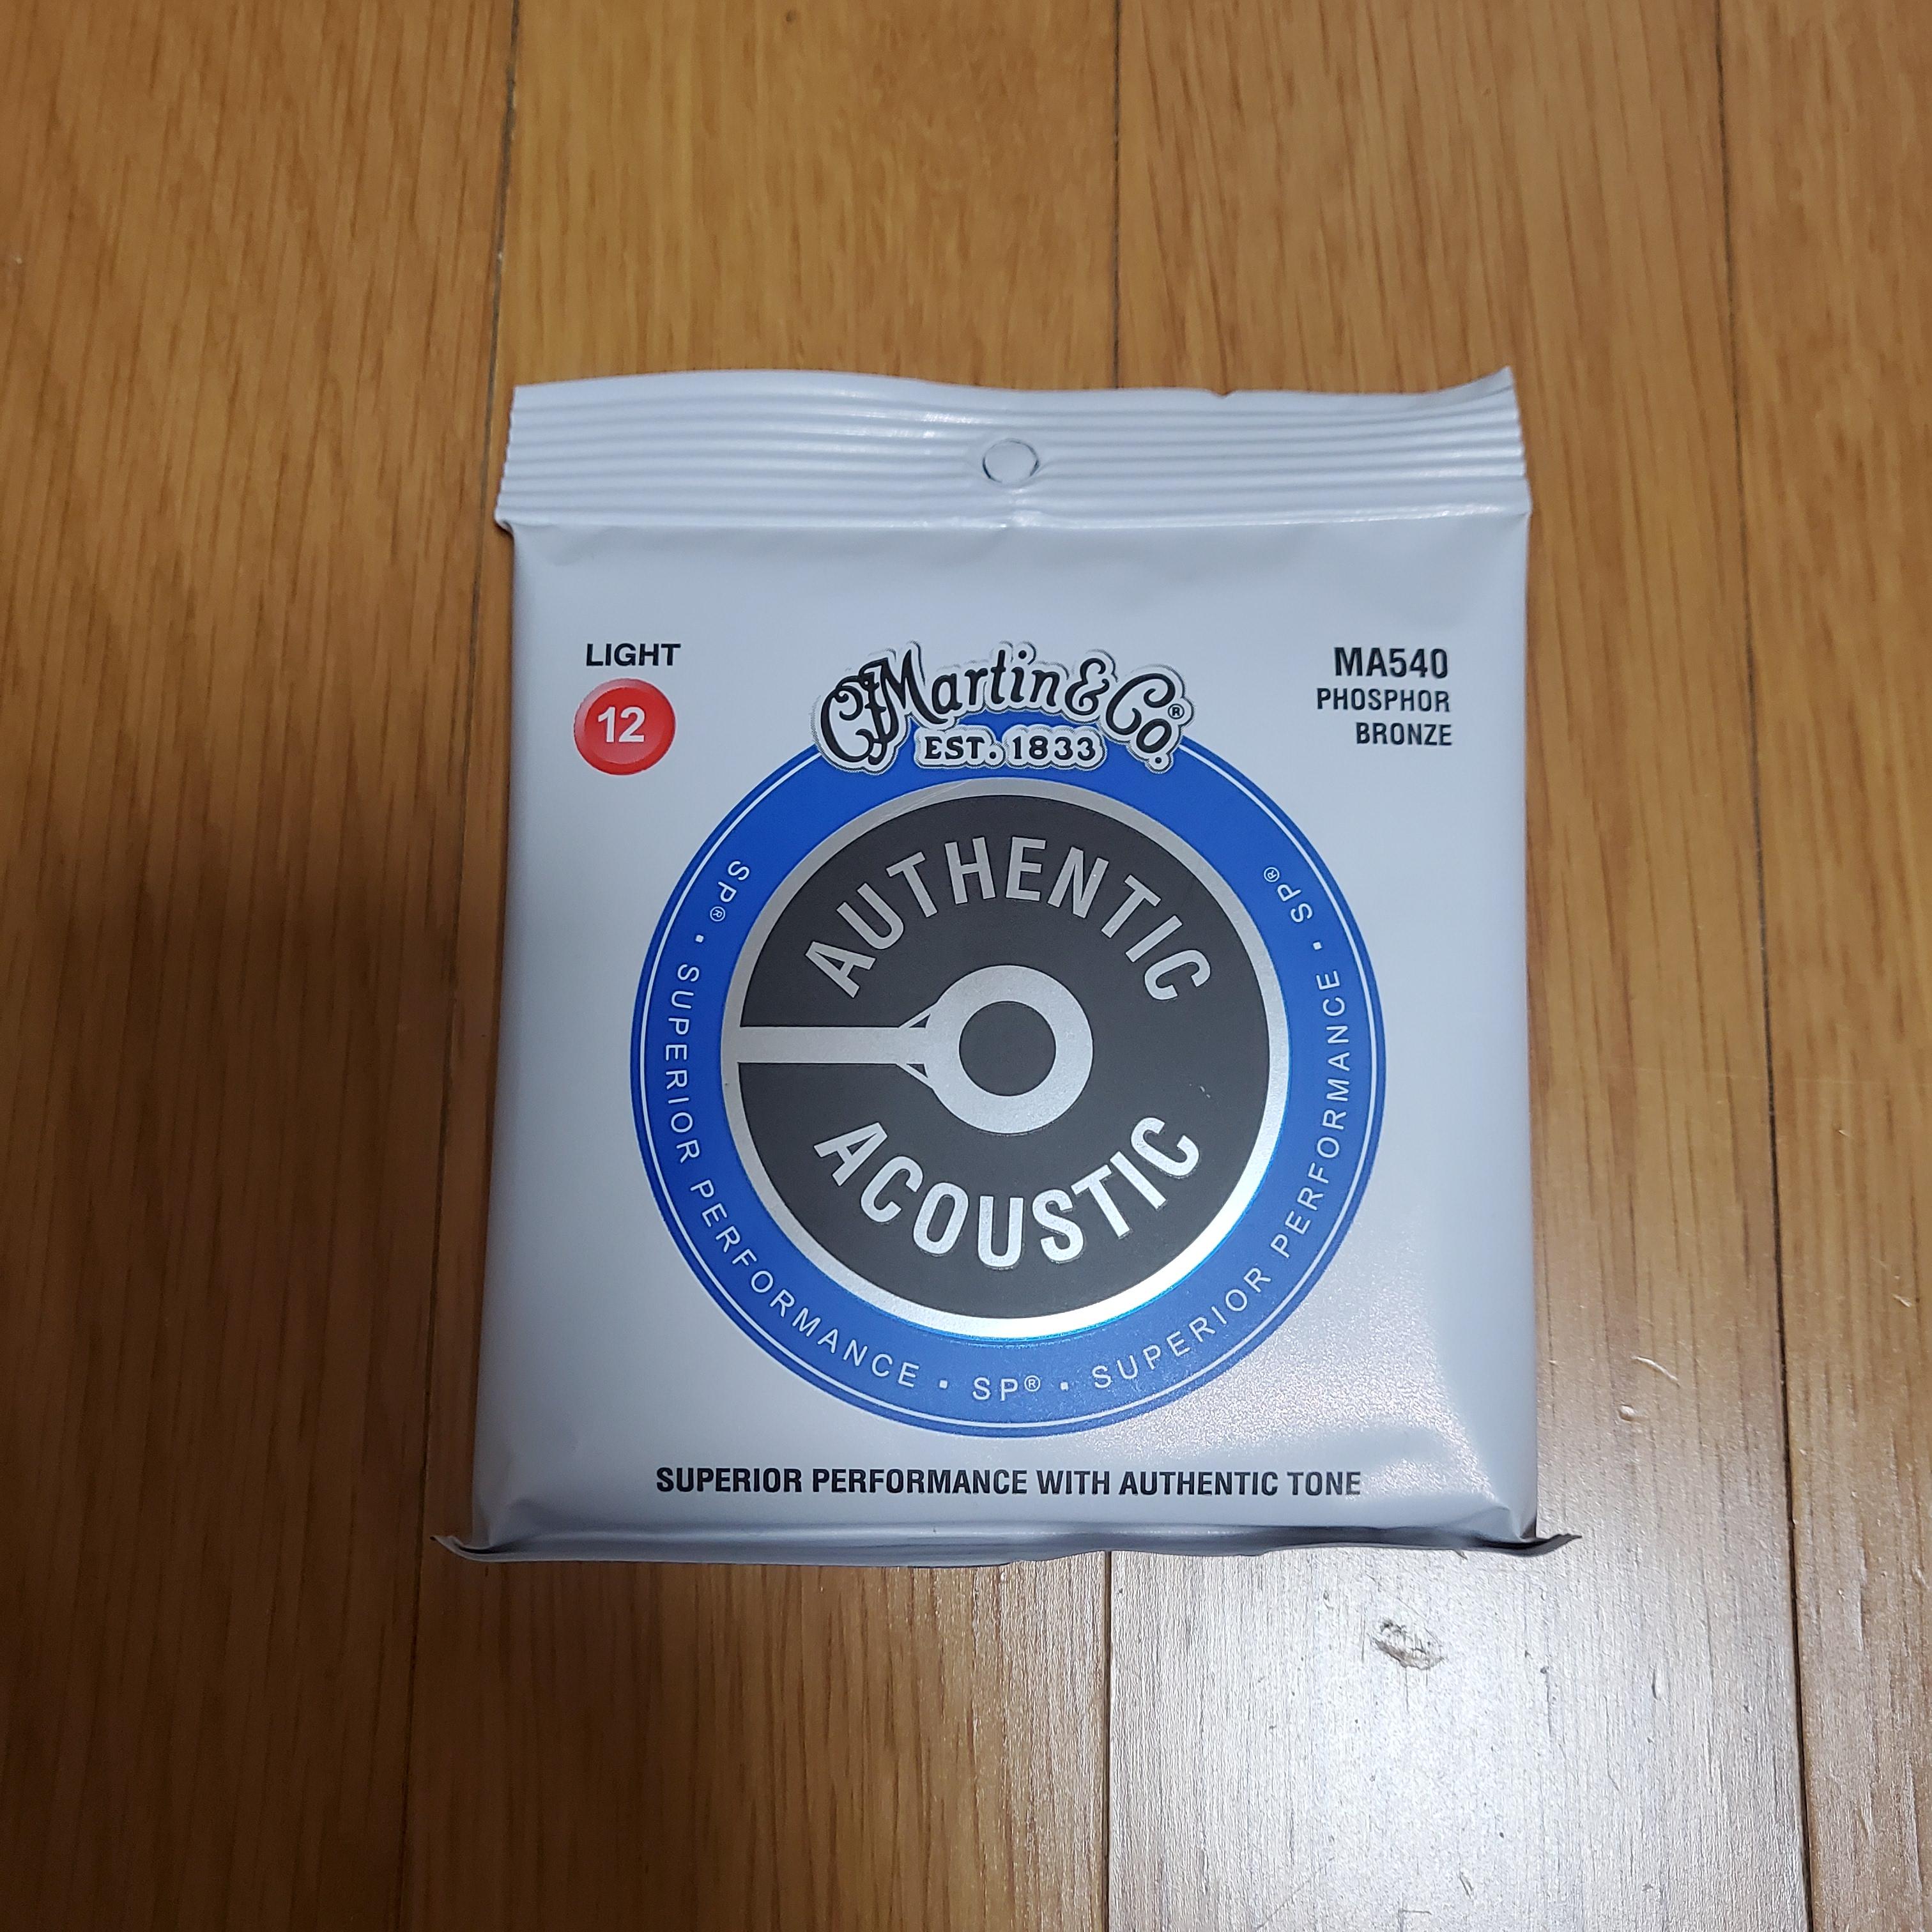 LIGHT
12
C.F. Martin & Co.®
EST. 1833
MA540
PHOSPHOR
BRONZE
AUTHENTIC
ACOUSTIC
SP® ▪ SUPERIOR PERFORMANCE ▪ SP® ▪ SUPERIOR PERFORMANCE ▪ SP®
SUPERIOR PERFORMANCE WITH AUTHENTIC TONE